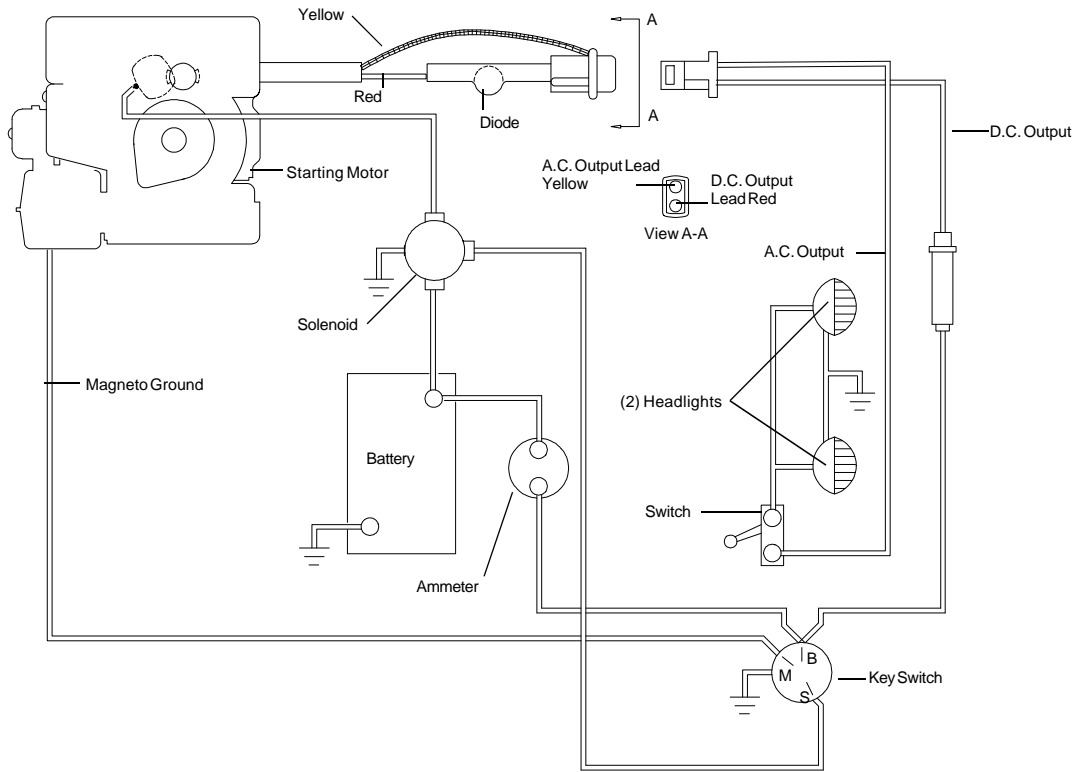 Yellow
A
Red
Diode
A
D.C. Output
Starting Motor
A.C. Output Lead
Yellow
D.C. Output
Lead Red
View A-A
A.C. Output
Solenoid
Magneto Ground
(2) Headlights
Battery
Switch
Ammeter
B
M
S
Key Switch